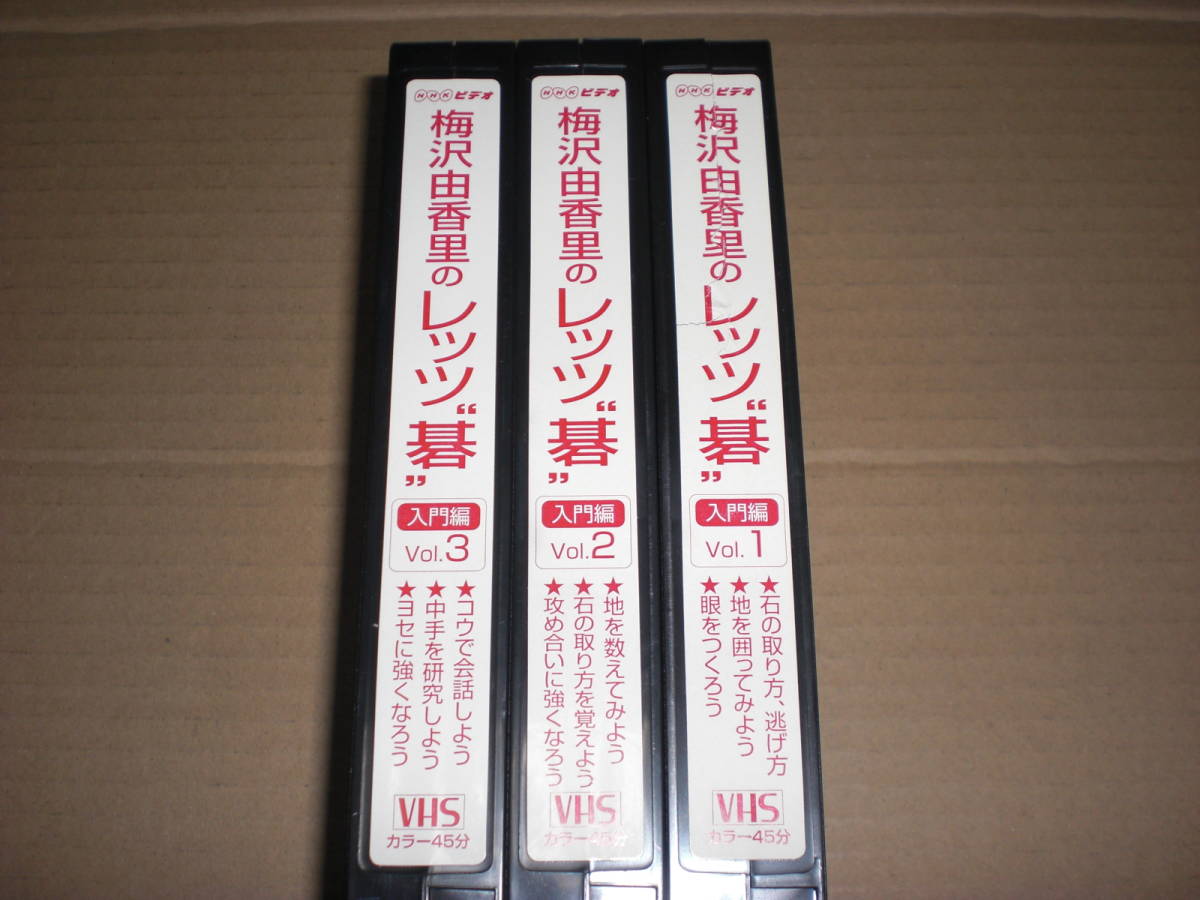 NHKビデオ
梅沢由香里の
レッツ“碁”
入門編
Vol.3
★コウで会話しよう
★中手を研究しよう
★ヨセに強くなろう
VHS
カラー45分
NHKビデオ
梅沢由香里の
レッツ“碁”
入門編
Vol.2
★地を数えてみよう
★石の取り方を覚えよう
★攻め合いに強くなろう
VHS
カラー45分
NHKビデオ
梅沢由香里の
レッツ“碁”
入門編
Vol.1
★石の取り方、逃げ方
★地を囲ってみよう
★眼をつくろう
VHS
カラー45分